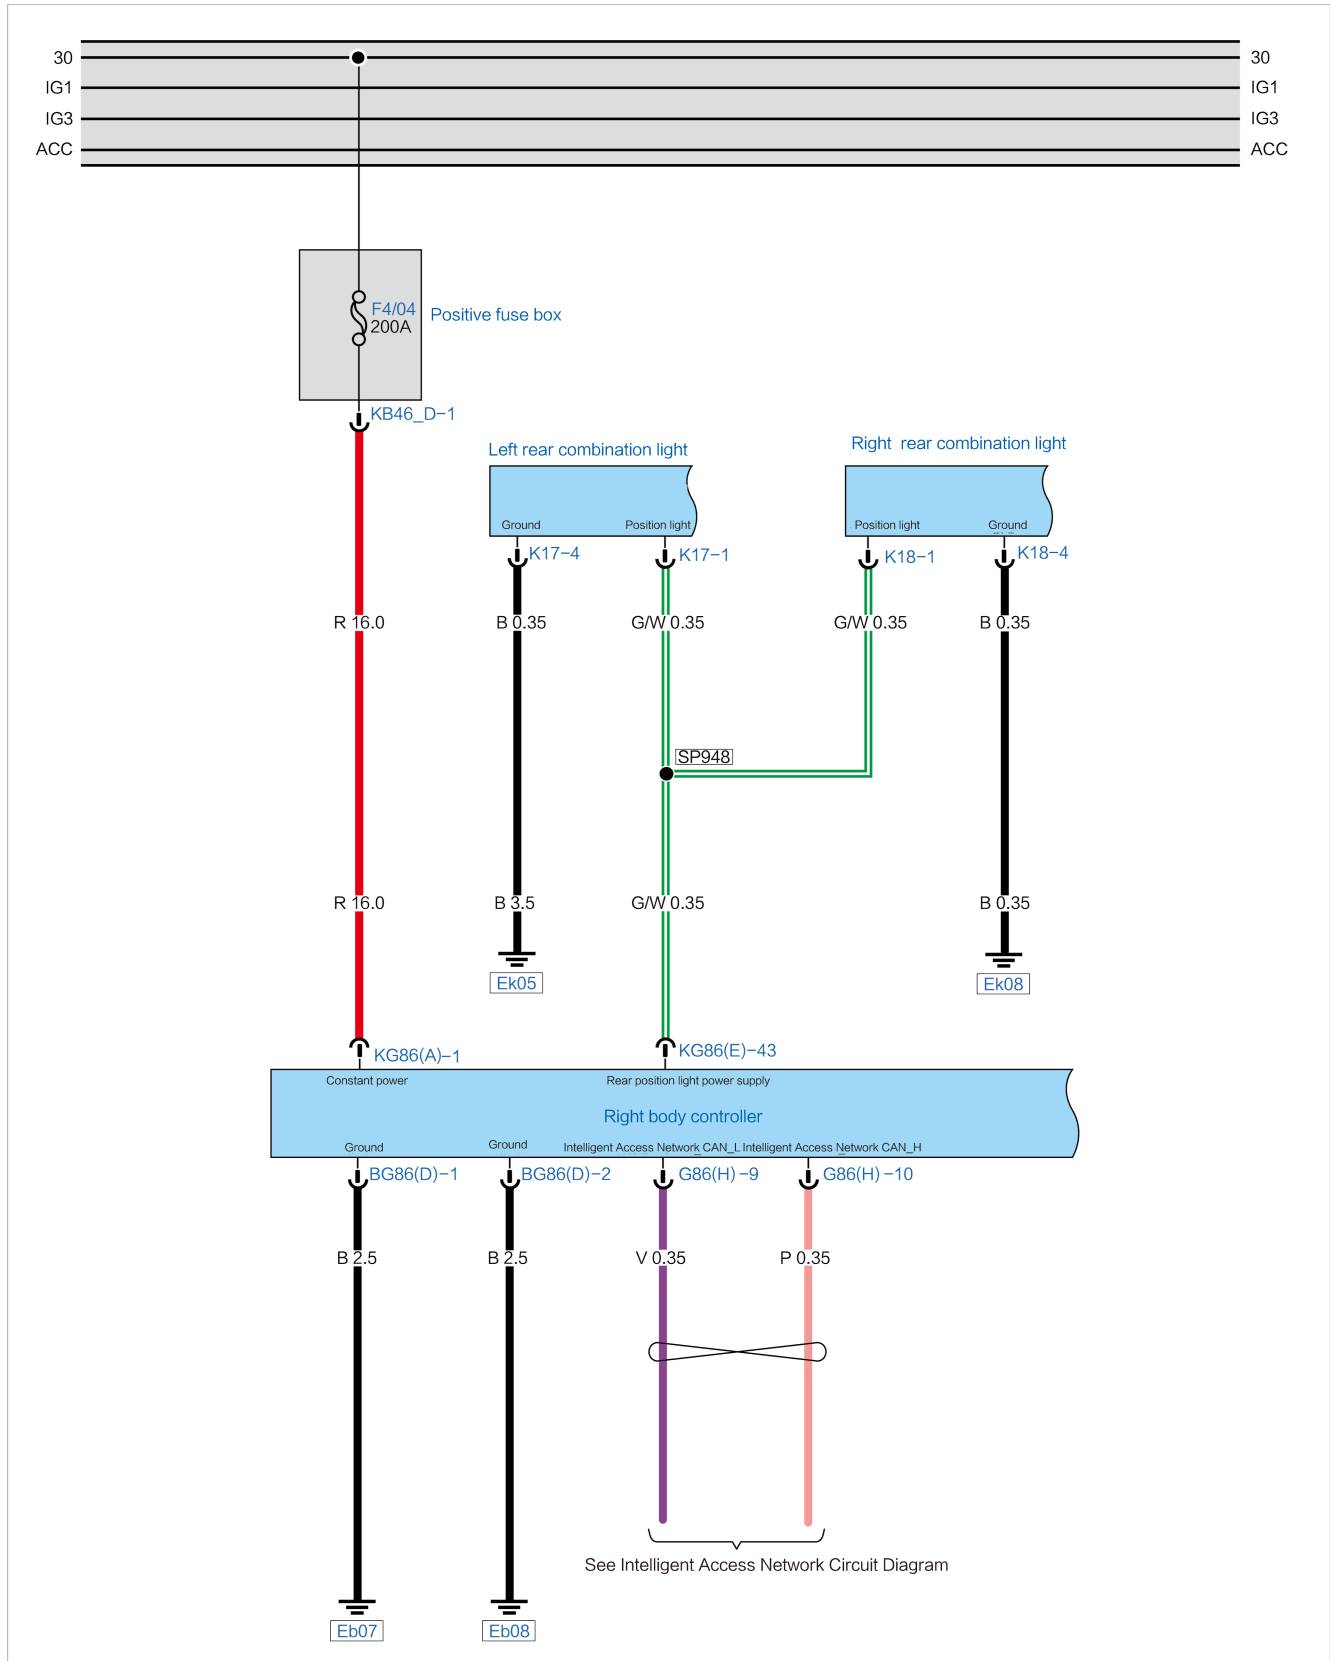 30 30
IG1 IG1
IG3 IG3
ACC ACC
F4/04
200A
Positive fuse box
KB46_D-1
Left rear combination light
Right rear combination light
Ground Position light
Position light Ground
K17-4 K17-1 K18-1 K18-4
R 16.0 B 0.35 G/W 0.35 G/W 0.35 B 0.35
SP948
R 16.0 B 3.5 G/W 0.35 B 0.35
Ek05 Ek08
KG86(A)-1 KG86(E)-43
Constant power Rear position light power supply
Right body controller
Ground Ground Intelligent Access Network_CAN_L Intelligent Access_Network CAN_H
BG86(D)-1 BG86(D)-2 G86(H)-9 G86(H)-10
B 2.5 B 2.5 V 0.35 P 0.35
See Intelligent Access Network Circuit Diagram
Eb07 Eb08